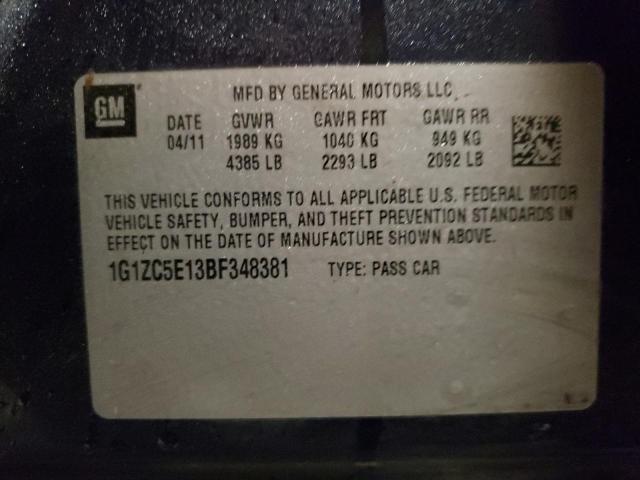 GM
MFD BY GENERAL MOTORS LLC
DATE GVWR GAWR FRT GAWR RR
04/11 1989 KG 1040 KG 949 KG
4385 LB 2293 LB 2092 LB
THIS VEHICLE CONFORMS TO ALL APPLICABLE U.S. FEDERAL MOTOR
VEHICLE SAFETY, BUMPER, AND THEFT PREVENTION STANDARDS IN
EFFECT ON THE DATE OF MANUFACTURE SHOWN ABOVE.
1G1ZC5E13BF348381 TYPE: PASS CAR